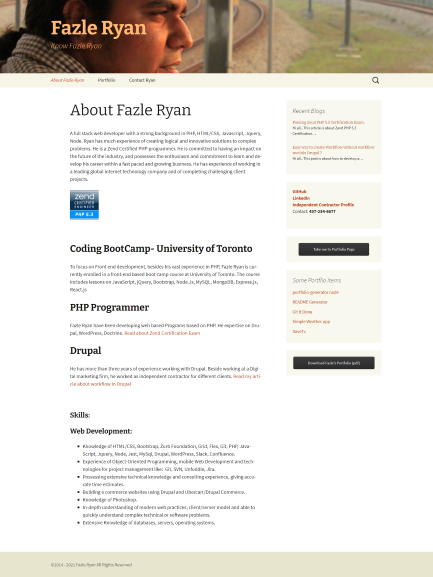 Fazle Ryan
Know Fazle Ryan
About Fazle Ryan
Portfolio
Contact Ryan
About Fazle Ryan
A full stack web developer with a strong background in PHP, HTML/CSS, Javascript, Jquery,
Node. Ryan has much experience of creating logical and innovative solutions to complex
problems. He is a Zend Certified PHP programmer. He is committed to having an impact on
the future of the industry, and possesses the enthusiasm and commitment to learn and de-
velop his career within a fast paced and growing business. He has experience of working in
a leading global internet technology company and of completing challenging client
projects.
zend
CERTIFIED
ENGINEER
PHP 5.3
Coding BootCamp- University of Toronto
To focus on Front end development, besides his vast experience in PHP, Fazle Ryan is cur-
rently enrolled in a front-end based boot camp course at University of Toronto. The course
includes lessons on JavaScript, jQuery, Bootstrap, Node.Js, MySQL, MongoDB, Express.js,
React.js
PHP Programmer
Fazle Ryan have been developing web based Programs based on PHP. He expertise on Dru-
pal, WordPress, Doctrine. Read about Zend Certification Exam
Drupal
He has more than three years of experience working with Drupal. Beside working at a Digi-
tal marketing firm, he worked as independent contractor for different clients. Read my arti-
cle about workflow in Drupal
Skills:
Web Development:
Knowledge of HTML/CSS, Bootstrap, Zurb Foundation, Grid, Flex, Git, PHP, Java-
Script, Jquery, Node, Jest, MySql, Drupal, WordPress, Slack, Confluence.
Experience of Object-Oriented Programming, mobile Web Development and tech-
nologies for project management like: Git, SVN, Unfuddle, Jira.
Possessing extensive technical knowledge and consulting experience, giving accu-
rate time estimates.
Building e-commerce websites using Drupal and Ubercart/Drupal Commerce.
Knowledge of Photoshop.
In-depth understanding of modern web practices, client/server model and able to
quickly understand complex technical or software problems.
Extensive Knowledge of databases, servers, operating systems.
Recent Blogs
Passing Zend PHP 5.3 Certification Exam.
Hi all, This article is about Zend PHP 5.3
Certification ...
Easy way to create Workflow without workflow
module Drupal 7
Hi all, This post is about how to develop a ...
GitHub
LinkedIn
Independent Contractor Profile
Contact: 437-234-6677
Take me to Portfolio Page
Some Portflio Items
portfolio generator node
README Generator
Git It Done
Simple Weather app
Download Fazle's Portfolio (pdf)
©2014 - 2021 Fazle Ryan All Rights Reserved